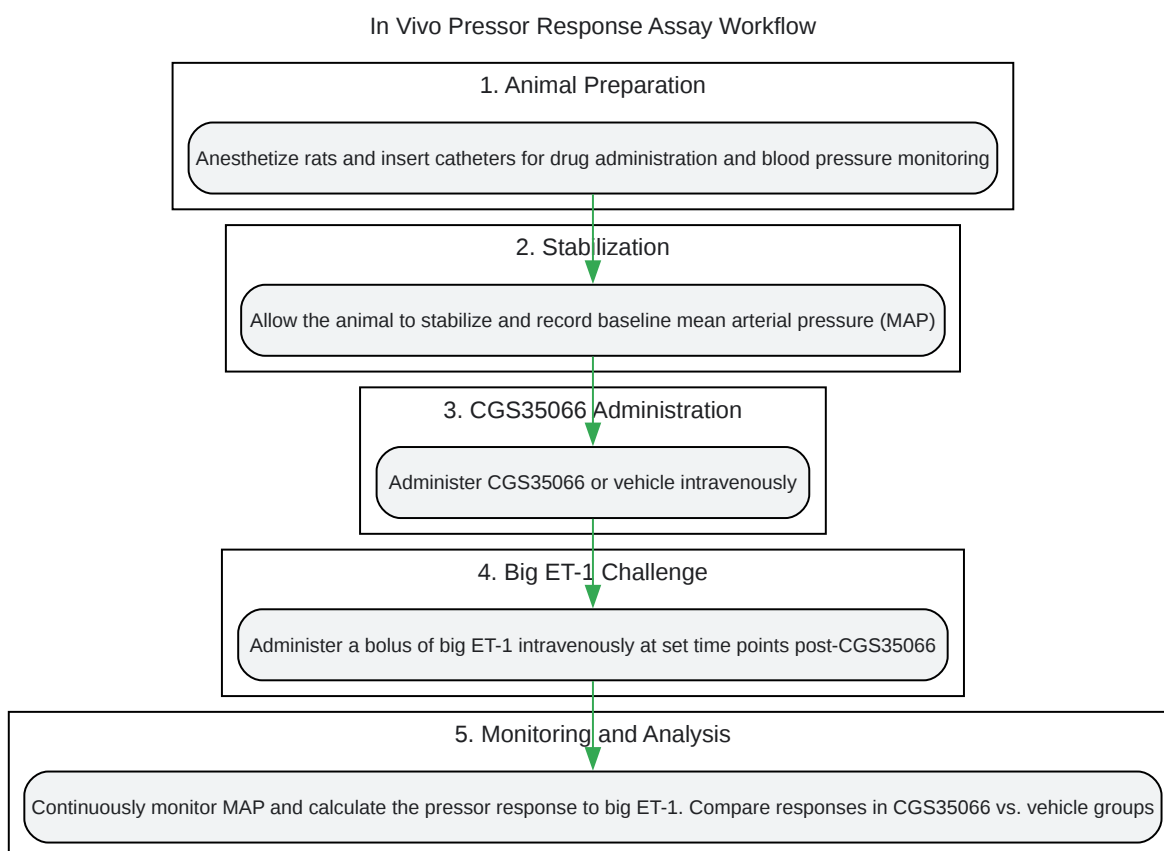 In Vivo Pressor Response Assay Workflow
1. Animal Preparation
Anesthetize rats and insert catheters for drug administration and blood pressure monitoring
2. Stabilization
Allow the animal to stabilize and record baseline mean arterial pressure (MAP)
3. CGS35066 Administration
Administer CGS35066 or vehicle intravenously
4. Big ET-1 Challenge
Administer a bolus of big ET-1 intravenously at set time points post-CGS35066
5. Monitoring and Analysis
Continuously monitor MAP and calculate the pressor response to big ET-1. Compare responses in CGS35066 vs. vehicle groups